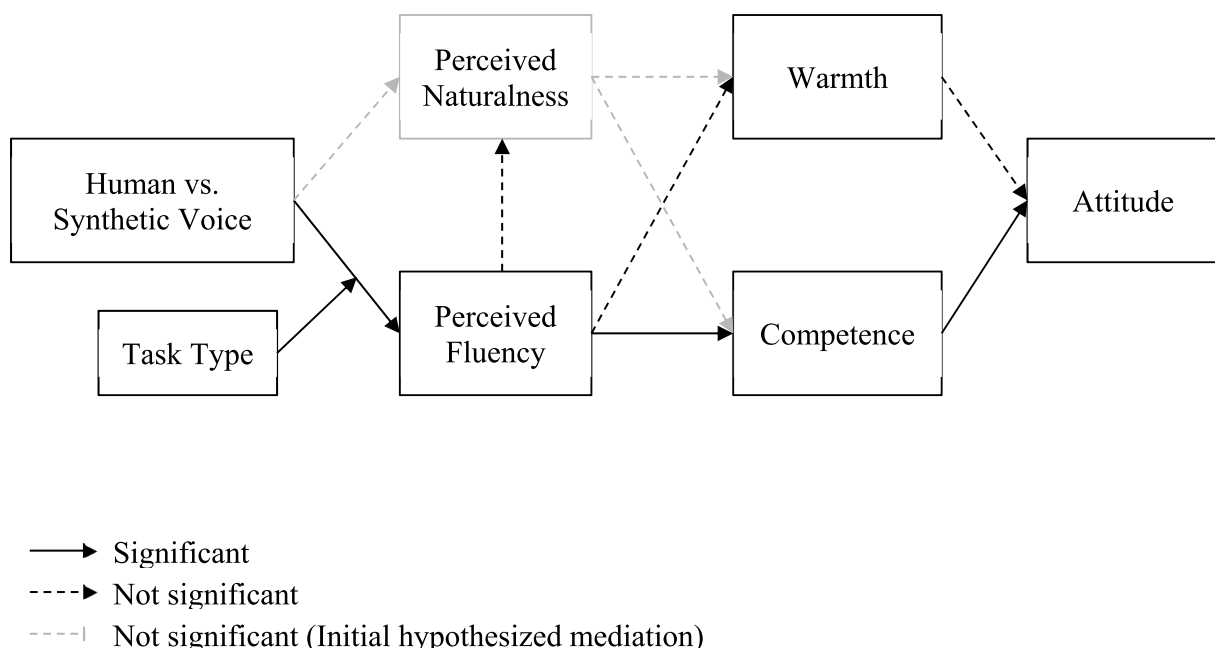 Perceived
Naturalness
Warmth
Human vs.
Synthetic Voice
Attitude
Task Type
Perceived
Fluency
Competence
Significant
Not significant
Not significant (Initial hypothesized mediation)